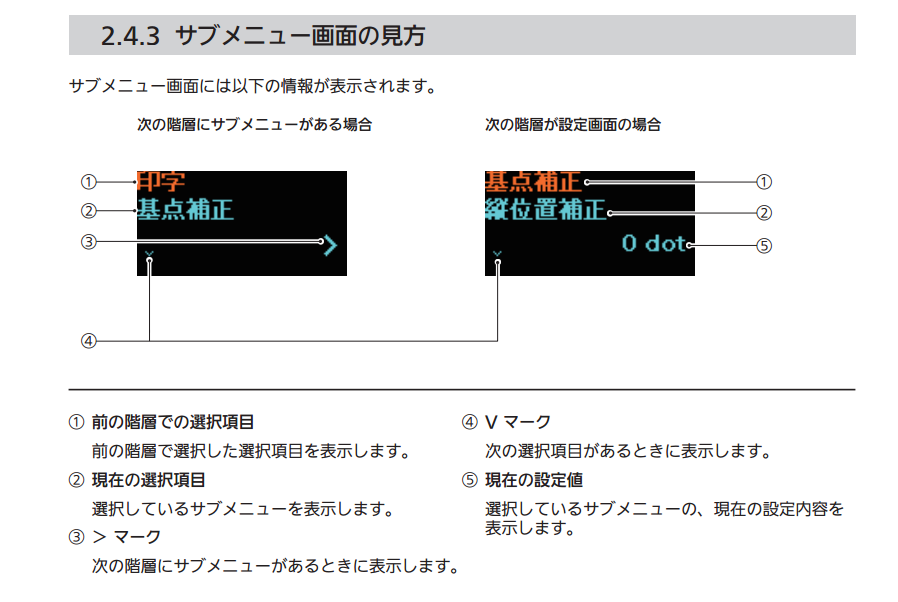 2.4.3 サブメニュー画面の見方
サブメニュー画面には以下の情報が表示されます。
次の階層にサブメニューがある場合
次の階層が設定画面の場合
① 印字
② 基点補正
③
④
基点補正 ①
縦位置補正 ②
0 dot ⑤
① 前の階層での選択項目
前の階層で選択した選択項目を表示します。
② 現在の選択項目
選択しているサブメニューを表示します。
③ ＞ マーク
次の階層にサブメニューがあるときに表示します。
④ V マーク
次の選択項目があるときに表示します。
⑤ 現在の設定値
選択しているサブメニューの、現在の設定内容を
表示します。